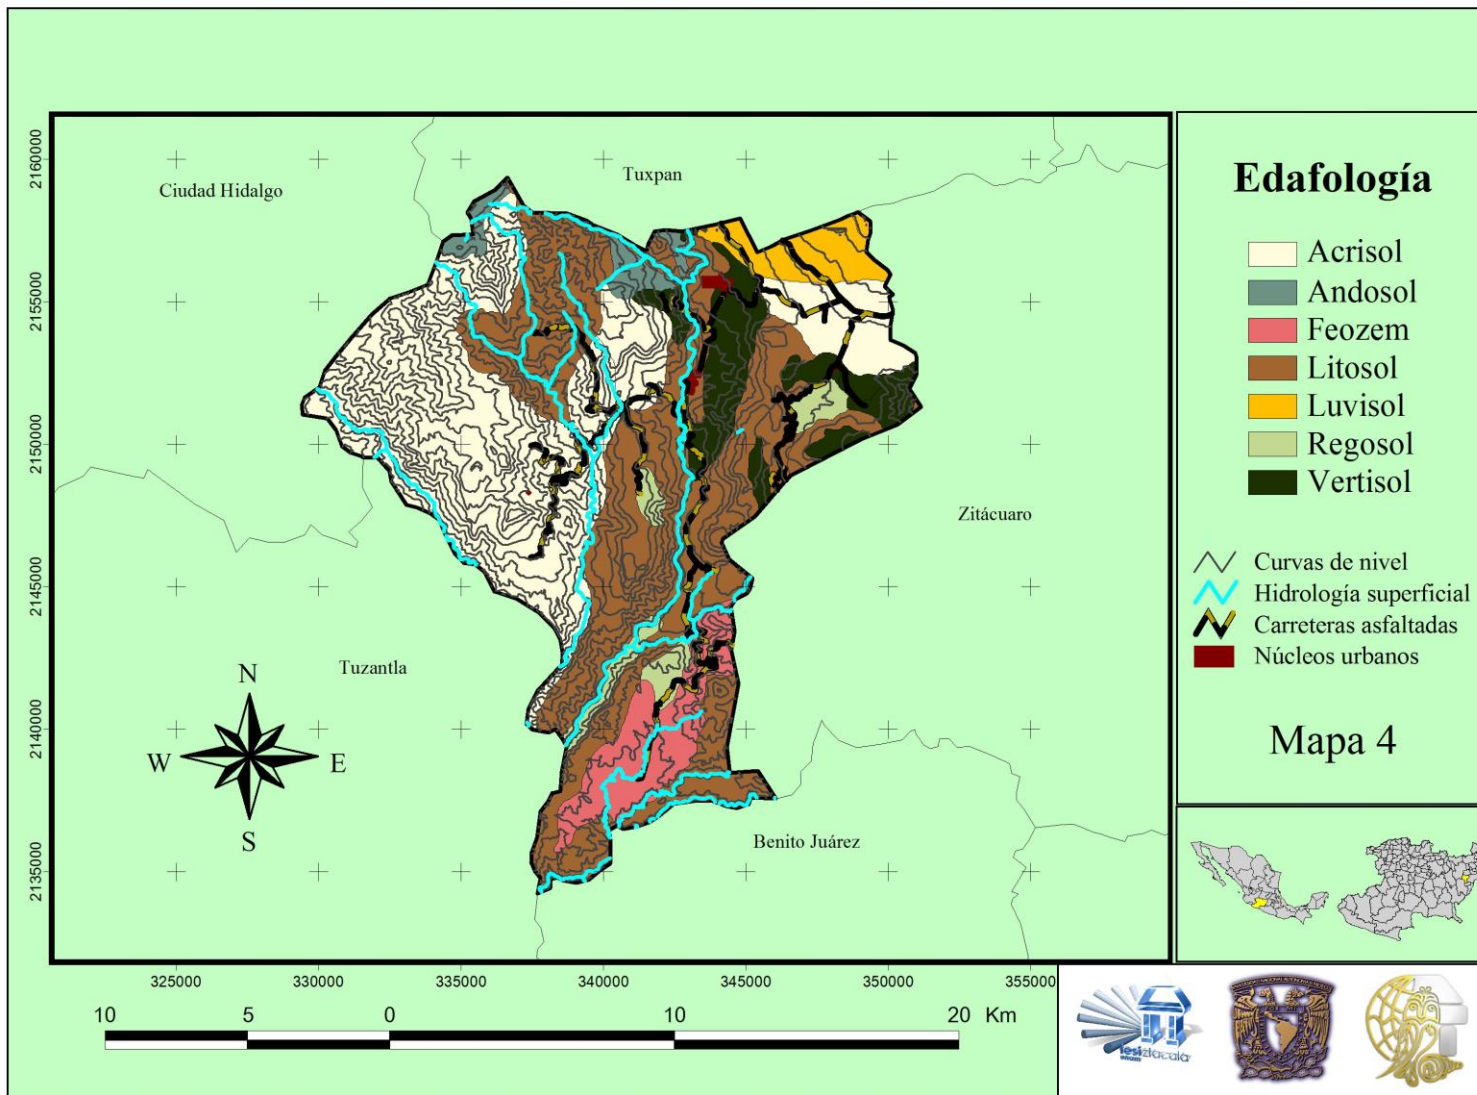 Edafología
Acrisol
Andosol
Feozem
Litosol
Luvisol
Regosol
Vertisol
Curvas de nivel
Hidrología superficial
Carreteras asfaltadas
Núcleos urbanos
Mapa 4
Ciudad Hidalgo
Tuxpan
Zitácuaro
Tuzantla
Benito Juárez
N
W
E
S
2160000
2155000
2150000
2145000
2140000
2135000
325000
330000
335000
340000
345000
350000
355000
10
5
0
10
20
Km